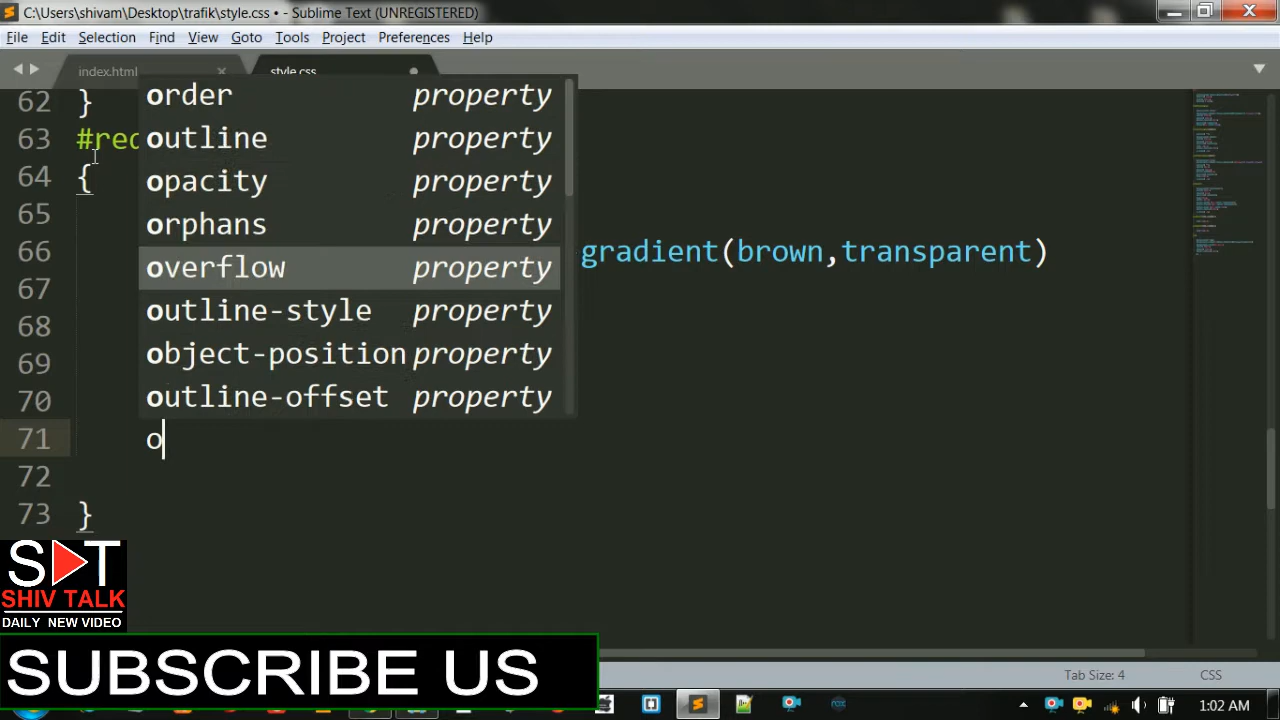 C:\Users\shivam\Desktop\trafik\style.css • - Sublime Text (UNREGISTERED)
File Edit Selection Find View Goto Tools Project Preferences Help
index.html style.css
62 }
63 #red
64 {
65
66 gradient(brown,transparent)
67
68
69
70
71 o
72
73 }
order property
outline property
opacity property
orphans property
overflow property
outline-style property
object-position property
outline-offset property
S T
SHIV TALK
DAILY NEW VIDEO
SUBSCRIBE US
Tab Size: 4 CSS
1:02 AM